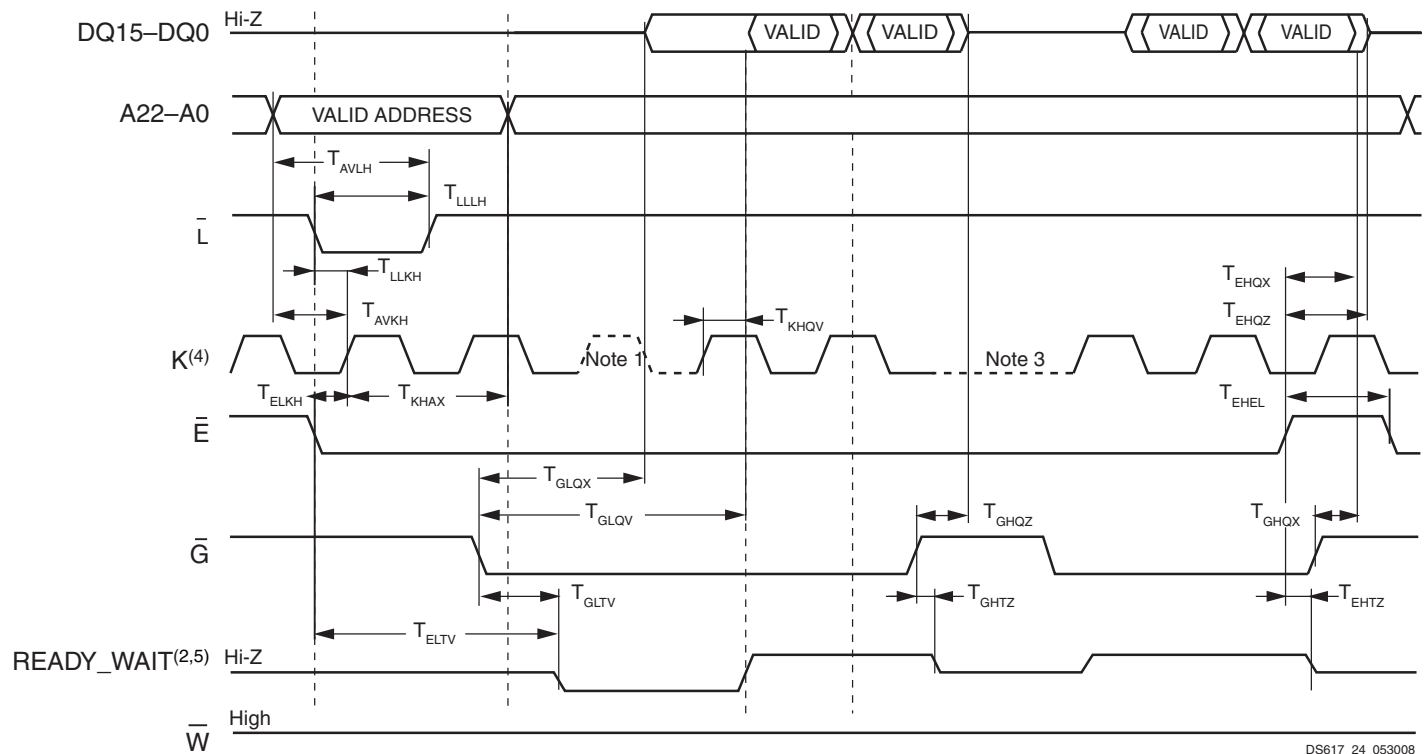 DQ15–DQ0 Hi-Z VALID VALID VALID VALID
A22–A0 VALID ADDRESS
TAVLH
TLLLH
L̅
TLLKH TEHQX
TAVKH TKHQV TEHQZ
K(4) Note 1 Note 3
TELKH TKHAX TEHEL
E̅
TGLQX
TGLQV TGHQZ TGHQX
G̅
TGLTV TGHTZ TEHTZ
TELTV
READY_WAIT(2,5) Hi-Z
W̅ High
DS617_24_053008